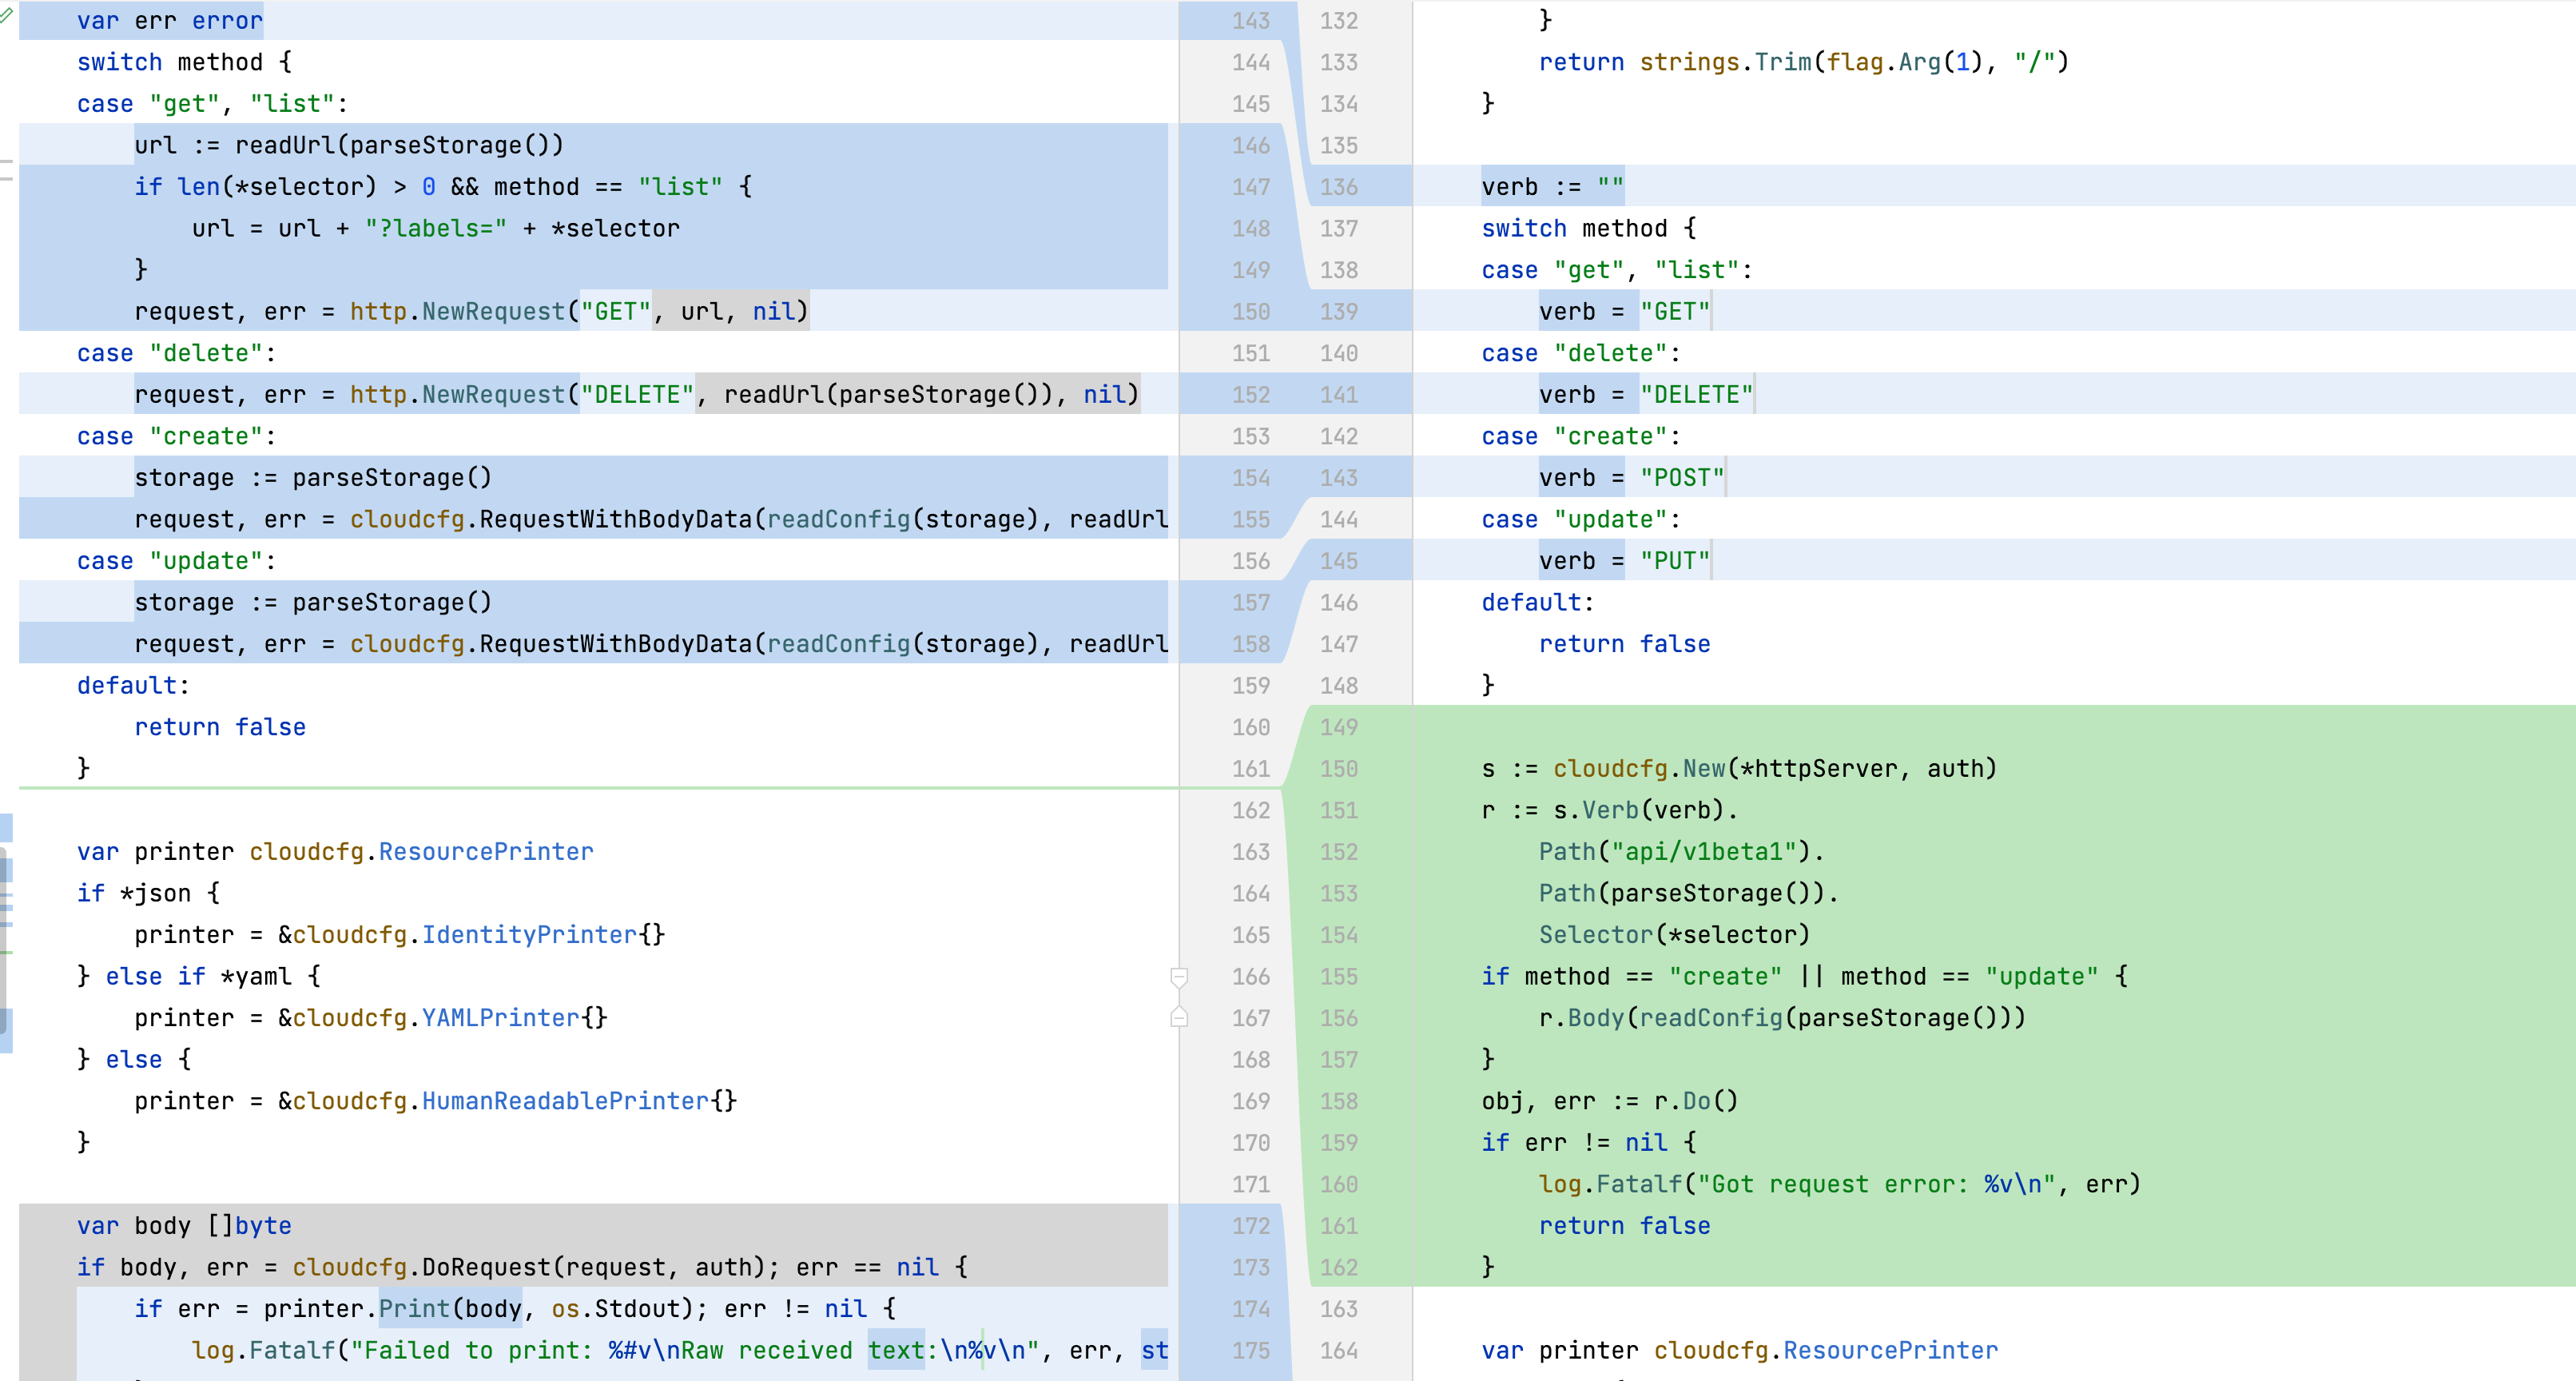 var err error
switch method {
case "get", "list":
url := readUrl(parseStorage())
if len(*selector) > 0 && method == "list" {
url = url + "?labels=" + *selector
}
request, err = http.NewRequest("GET", url, nil)
case "delete":
request, err = http.NewRequest("DELETE", readUrl(parseStorage()), nil)
case "create":
storage := parseStorage()
request, err = cloudcfg.RequestWithBodyData(readConfig(storage), readUrl
case "update":
storage := parseStorage()
request, err = cloudcfg.RequestWithBodyData(readConfig(storage), readUrl
default:
return false
}
var printer cloudcfg.ResourcePrinter
if *json {
printer = &cloudcfg.IdentityPrinter{}
} else if *yaml {
printer = &cloudcfg.YAMLPrinter{}
} else {
printer = &cloudcfg.HumanReadablePrinter{}
}
var body []byte
if body, err = cloudcfg.DoRequest(request, auth); err == nil {
if err = printer.Print(body, os.Stdout); err != nil {
log.Fatalf("Failed to print: %#v\nRaw received text:\n%v\n", err, st
143 132
144 133
145 134
146 135
147 136
148 137
149 138
150 139
151 140
152 141
153 142
154 143
155 144
156 145
157 146
158 147
159 148
160 149
161 150
162 151
163 152
164 153
165 154
166 155
167 156
168 157
169 158
170 159
171 160
172 161
173 162
174 163
175 164
}
return strings.Trim(flag.Arg(1), "/")
}
verb := ""
switch method {
case "get", "list":
verb = "GET"
case "delete":
verb = "DELETE"
case "create":
verb = "POST"
case "update":
verb = "PUT"
default:
return false
}
s := cloudcfg.New(*httpServer, auth)
r := s.Verb(verb).
Path("api/v1beta1").
Path(parseStorage()).
Selector(*selector)
if method == "create" || method == "update" {
r.Body(readConfig(parseStorage()))
}
obj, err := r.Do()
if err != nil {
log.Fatalf("Got request error: %v\n", err)
return false
}
var printer cloudcfg.ResourcePrinter